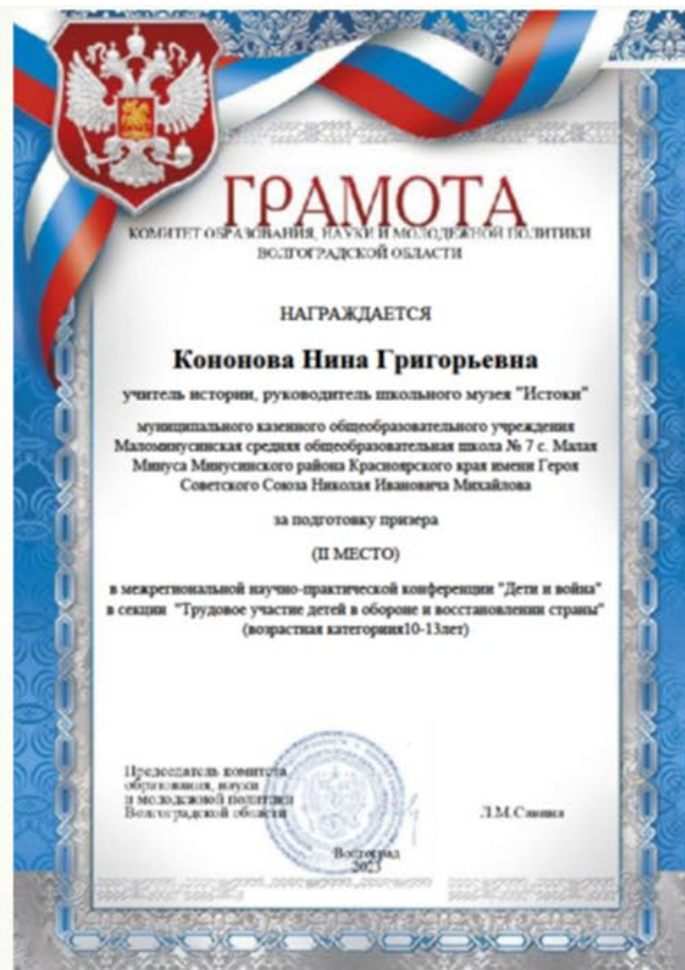 ГРАМОТА
КОМИТЕТ ОБРАЗОВАНИЯ, НАУКИ И МОЛОДЕЖНОЙ ПОЛИТИКИ
ВОЛГОГРАДСКОЙ ОБЛАСТИ
НАГРАЖДАЕТСЯ
Кононова Нина Григорьевна
учитель истории, руководитель школьного музея "Истоки"
муниципального казенного общеобразовательного учреждения
Маломинусинская средняя общеобразовательная школа № 7 с. Малая
Минуса Минусинского района Красноярского края имени Героя
Советского Союза Николая Ивановича Михайлова
за подготовку призера
(II МЕСТО)
в межрегиональной научно-практической конференции "Дети и война"
в секции "Трудовое участие детей в обороне и восстановлении страны"
(возрастная категория10-13лет)
Председатель комитета
образования, науки
и молодежной политики
Волгоградской области
Л.М.Савина
Волгоград
2023